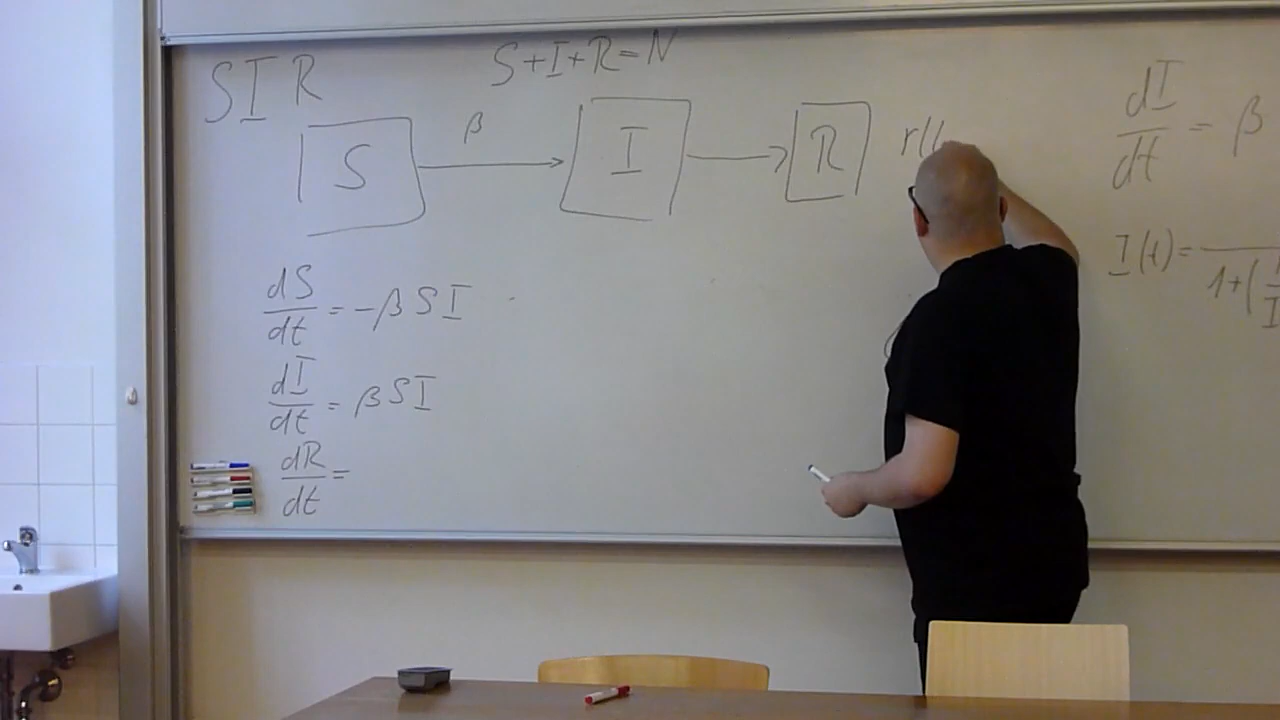 SIR
S+I+R=N
S
β
I
R
dS/dt = -βSI
dI/dt = βSI
dR/dt =
dI/dt = β
I(t) =
1+(